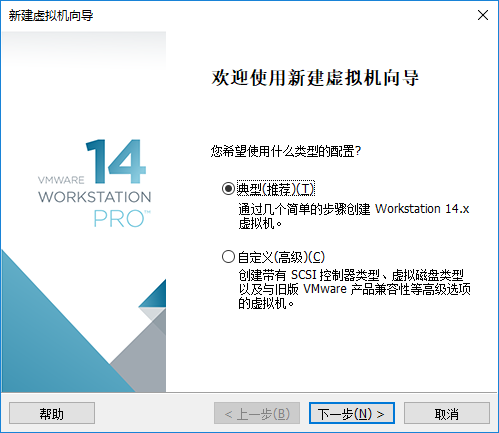 新建虚拟机向导
欢迎使用新建虚拟机向导
14
VMWARE
WORKSTATION
PRO™
您希望使用什么类型的配置?
典型(推荐)(T)
通过几个简单的步骤创建 Workstation 14.x
虚拟机。
自定义(高级)(C)
创建带有 SCSI 控制器类型、虚拟磁盘类型
以及与旧版 VMware 产品兼容性等高级选项
的虚拟机。
帮助
< 上一步(B)
下一步(N) >
取消